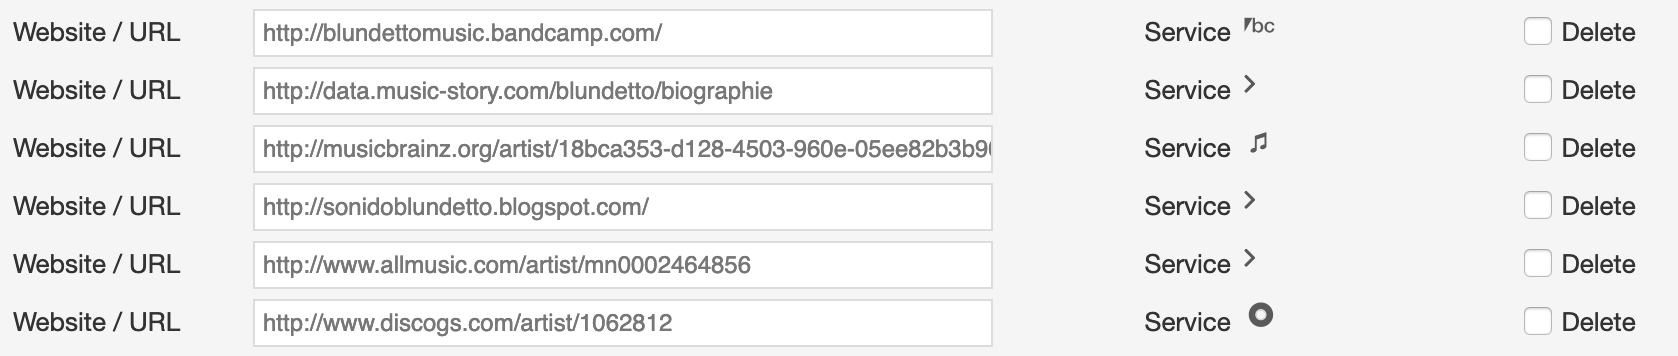 Website / URL http://blundettomusic.bandcamp.com/ Service bc Delete
Website / URL http://data.music-story.com/blundetto/biographie Service Delete
Website / URL http://musicbrainz.org/artist/18bca353-d128-4503-960e-05ee82b3b9 Service Delete
Website / URL http://sonidoblundetto.blogspot.com/ Service Delete
Website / URL http://www.allmusic.com/artist/mn0002464856 Service Delete
Website / URL http://www.discogs.com/artist/1062812 Service Delete